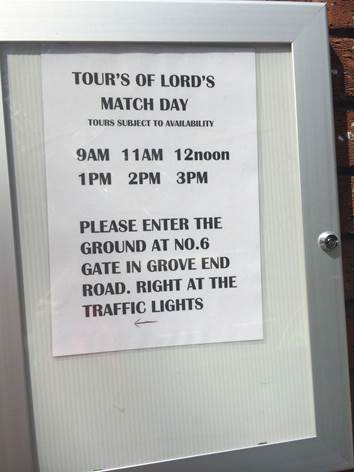 TOUR'S OF LORD'S
MATCH DAY
TOURS SUBJECT TO AVAILABILITY
9AM 11AM 12noon
1PM 2PM 3PM
PLEASE ENTER THE
GROUND AT NO.6
GATE IN GROVE END
ROAD. RIGHT AT THE
TRAFFIC LIGHTS